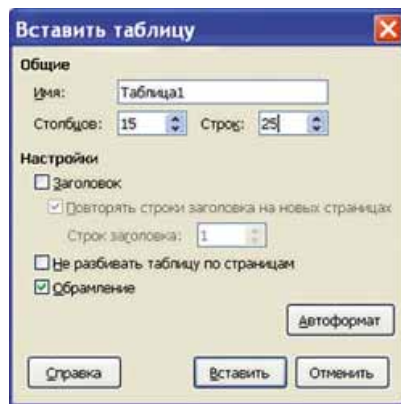 Вставить таблицу
Общие
Имя: Таблица1
Столбцов: 15 Строк: 25
Настройки
Заголовок
Повторять строки заголовка на новых страницах
Строк заголовка: 1
Не разбивать таблицу по страницам
Обрамление
Автоформат
Справка Вставить Отменить